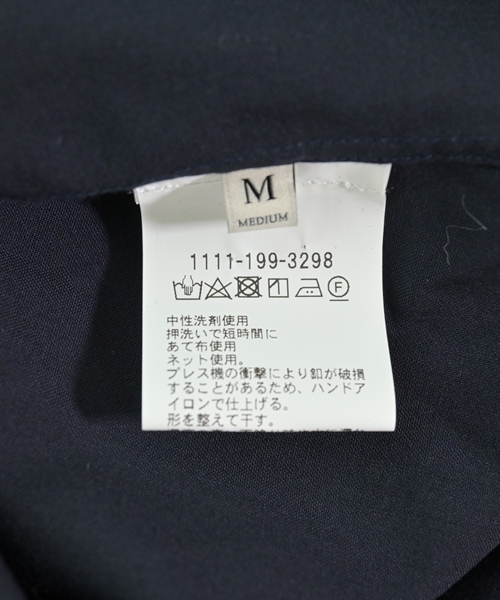 M
MEDIUM
1111-199-3298
中性洗剤使用
押洗いで短時間に
あて布使用
ネット使用。
プレス機の衝撃により釦が破損
することがあるため、ハンドア
イロンで仕上げる。
形を整えて干す。